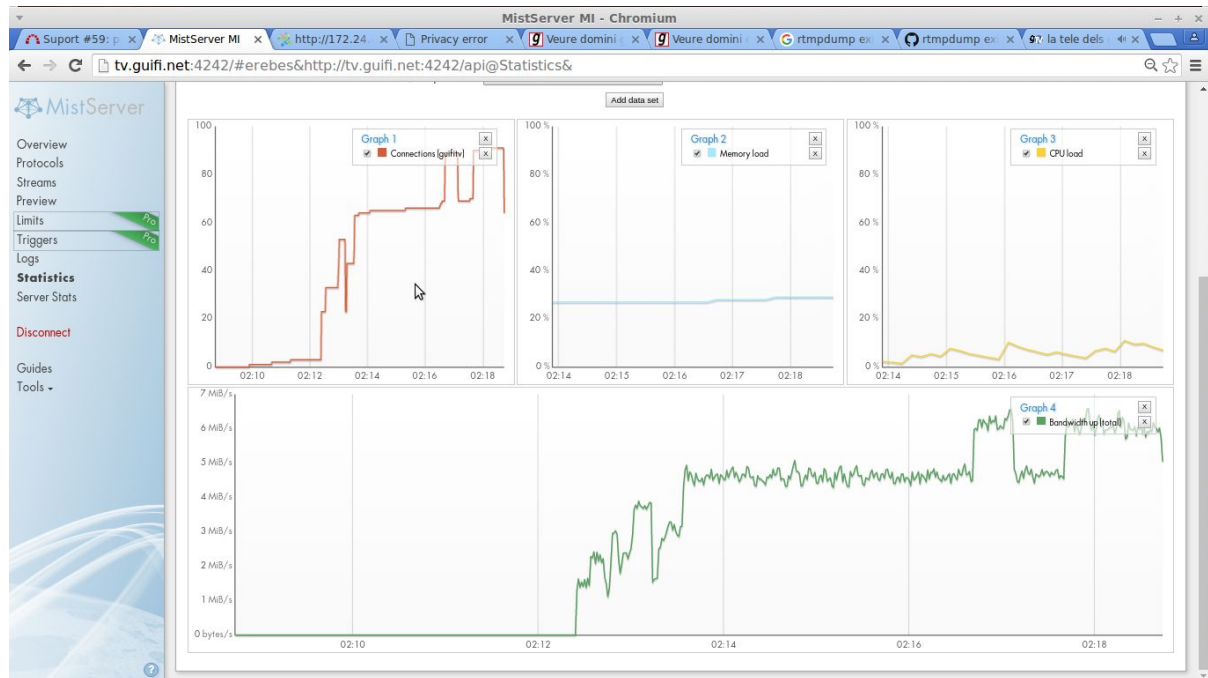 MistServer MI - Chromium
Suport #59: p
MistServer MI
http://172.24.
Privacy error
Veure domini g
Veure domini g
rtmpdump ex
rtmpdump ex
la tele dels
tv.guifi.net:4242/#erebes&http://tv.guifi.net:4242/api@Statistics&
MistServer
Overview
Protocols
Streams
Preview
Limits Pro
Triggers Pro
Logs
Statistics
Server Stats
Disconnect
Guides
Tools
Add data set
Graph 1 x
Connections (guifitv) x
100
80
60
40
20
0
02:10 02:12 02:14 02:16 02:18
Graph 2 x
Memory load x
100 %
80 %
60 %
40 %
20 %
0 %
02:14 02:15 02:16 02:17 02:18
Graph 3 x
CPU load x
100 %
80 %
60 %
40 %
20 %
0 %
02:14 02:15 02:16 02:17 02:18
Graph 4 x
Bandwidth up (total) x
7 MiB/s
6 MiB/s
5 MiB/s
4 MiB/s
3 MiB/s
2 MiB/s
1 MiB/s
0 bytes/s
02:10 02:12 02:14 02:16 02:18
?